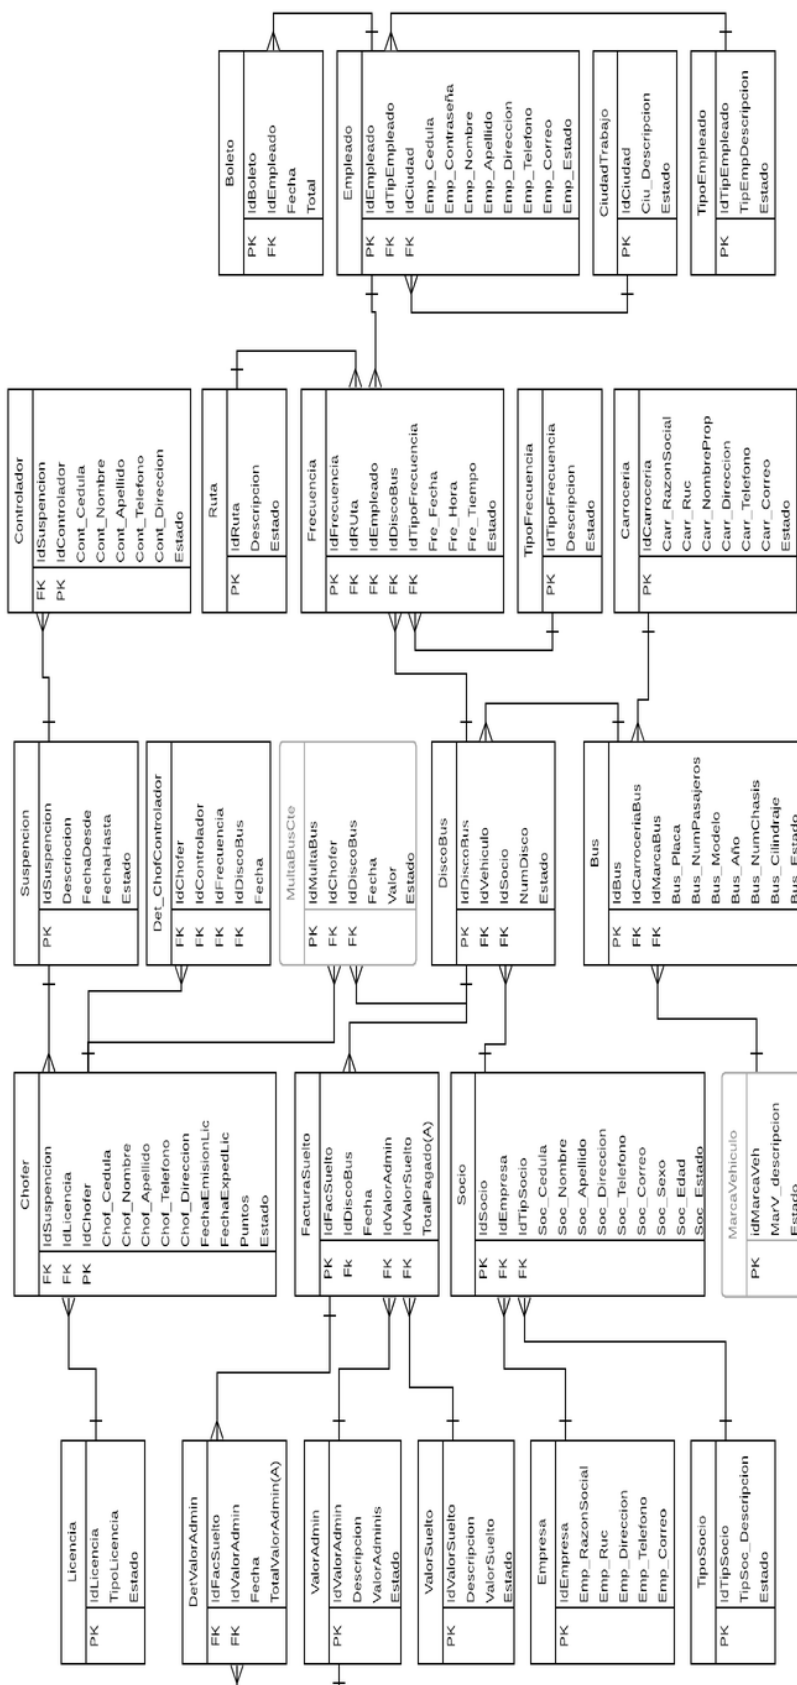 Licencia
PK IdLicencia
TipoLicencia
Estado
DetValorAdmin
FK IdFacSuelto
FK IdValorAdmin
Fecha
TotalValorAdmin(A)
ValorAdmin
PK IdValorAdmin
Descripcion
ValorAdminis
Estado
ValorSuelto
PK IdValorSuelto
Descripcion
ValorSuelto
Estado
Empresa
PK IdEmpresa
Emp_RazonSocial
Emp_Ruc
Emp_Direccion
Emp_Telefono
Emp_Correo
TipoSocio
PK IdTipSocio
TipSoc_Descripcion
Estado
Chofer
FK IdSuspencion
FK IdLicencia
PK IdChofer
Chof_Cedula
Chof_Nombre
Chof_Apellido
Chof_Telefono
Chof_Direccion
FechaEmisionLic
FechaExpedLic
Puntos
Estado
FacturaSuelto
PK IdFacSuelto
Fk IdDiscoBus
Fecha
FK IdValorAdmin
FK IdValorSuelto
TotalPagado(A)
Socio
PK IdSocio
FK IdEmpresa
FK IdTipSocio
Soc_Cedula
Soc_Nombre
Soc_Apellido
Soc_Direccion
Soc_Telefono
Soc_Correo
Soc_Sexo
Soc_Edad
Soc_Estado
MarcaVehiculo
PK idMarcaVeh
MarV_descripcion
Estado
Suspencion
PK IdSuspencion
Descriocion
FechaDesde
FechaHasta
Estado
Det_ChofControlador
FK IdChofer
FK IdControlador
FK IdFrecuencia
FK IdDiscoBus
Fecha
MultaBusCte
PK IdMultaBus
FK IdChofer
FK IdDiscoBus
Fecha
Valor
Estado
DiscoBus
PK IdDiscoBus
FK IdVehiculo
FK IdSocio
NumDisco
Estado
Bus
PK IdBus
FK IdCarroceriaBus
FK IdMarcaBus
Bus_Placa
Bus_NumPasajeros
Bus_Modelo
Bus_Año
Bus_NumChasis
Bus_Cilindraje
Bus_Estado
Controlador
FK IdSuspencion
PK IdControlador
Cont_Cedula
Cont_Nombre
Cont_Apellido
Cont_Telefono
Cont_Direccion
Estado
Ruta
PK IdRuta
Descripcion
Estado
Frecuencia
PK IdFrecuencia
FK IdRUta
FK IdEmpleado
FK IdDiscoBus
FK IdTipoFrecuencia
Fre_Fecha
Fre_Hora
Fre_Tiempo
Estado
TipoFrecuencia
PK IdTipoFrecuencia
Descripcion
Estado
Carroceria
PK IdCarroceria
Carr_RazonSocial
Carr_Ruc
Carr_NombreProp
Carr_Direccion
Carr_Telefono
Carr_Correo
Estado
Boleto
PK IdBoleto
FK IdEmpleado
Fecha
Total
Empleado
PK IdEmpleado
FK IdTipEmpleado
FK IdCiudad
Emp_Cedula
Emp_Contraseña
Emp_Nombre
Emp_Apellido
Emp_Direccion
Emp_Telefono
Emp_Correo
Emp_Estado
CiudadTrabajo
PK IdCiudad
Ciu_Descripcion
Estado
TipoEmpleado
PK IdTipEmpleado
TipEmpDescripcion
Estado